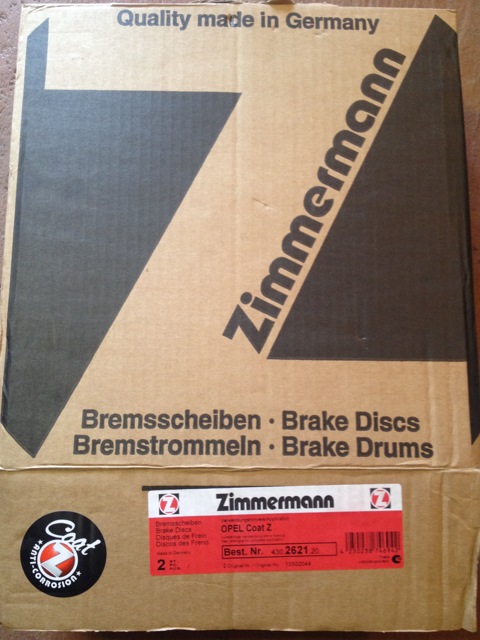 Quality made in Germany
Zimmermann
Bremsscheiben · Brake Discs
Bremstrommeln · Brake Drums
Coat Z
ANTI-CORROSION
Bremsscheiben
Brake Discs
Disques de Frein
Discos del Freno
Made in Germany
2
Zimmermann
OPEL Coat Z
Best. Nr. 430 2621 20